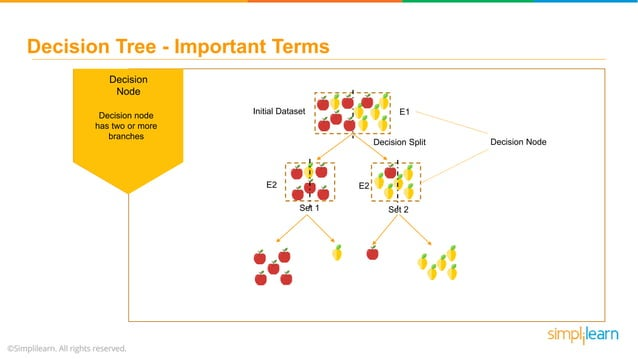 Decision Tree - Important Terms
Decision
Node
Decision node
has two or more
branches
Initial Dataset
E1
Decision Split
Decision Node
E2
E2
Set 1
Set 2
simplilearn
©Simplilearn. All rights reserved.